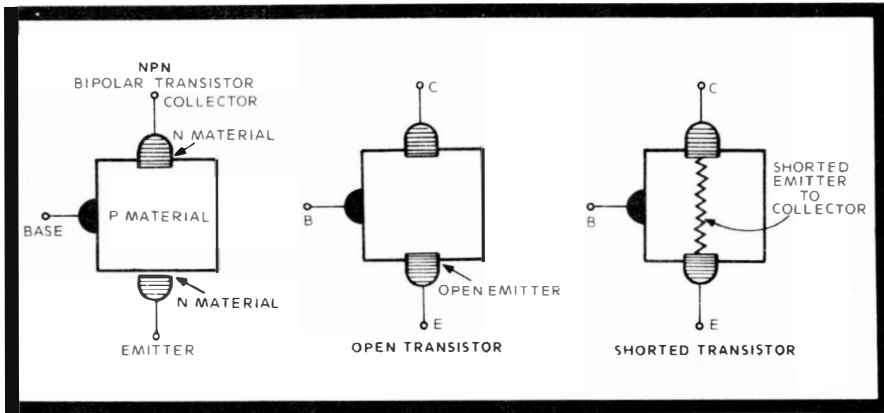 NPN
BIPOLAR TRANSISTOR
COLLECTOR
N MATERIAL
P MATERIAL
BASE
N MATERIAL
EMITTER
C
B
OPEN EMITTER
E
OPEN TRANSISTOR
C
SHORTED
EMITTER
TO
COLLECTOR
B
E
SHORTED TRANSISTOR